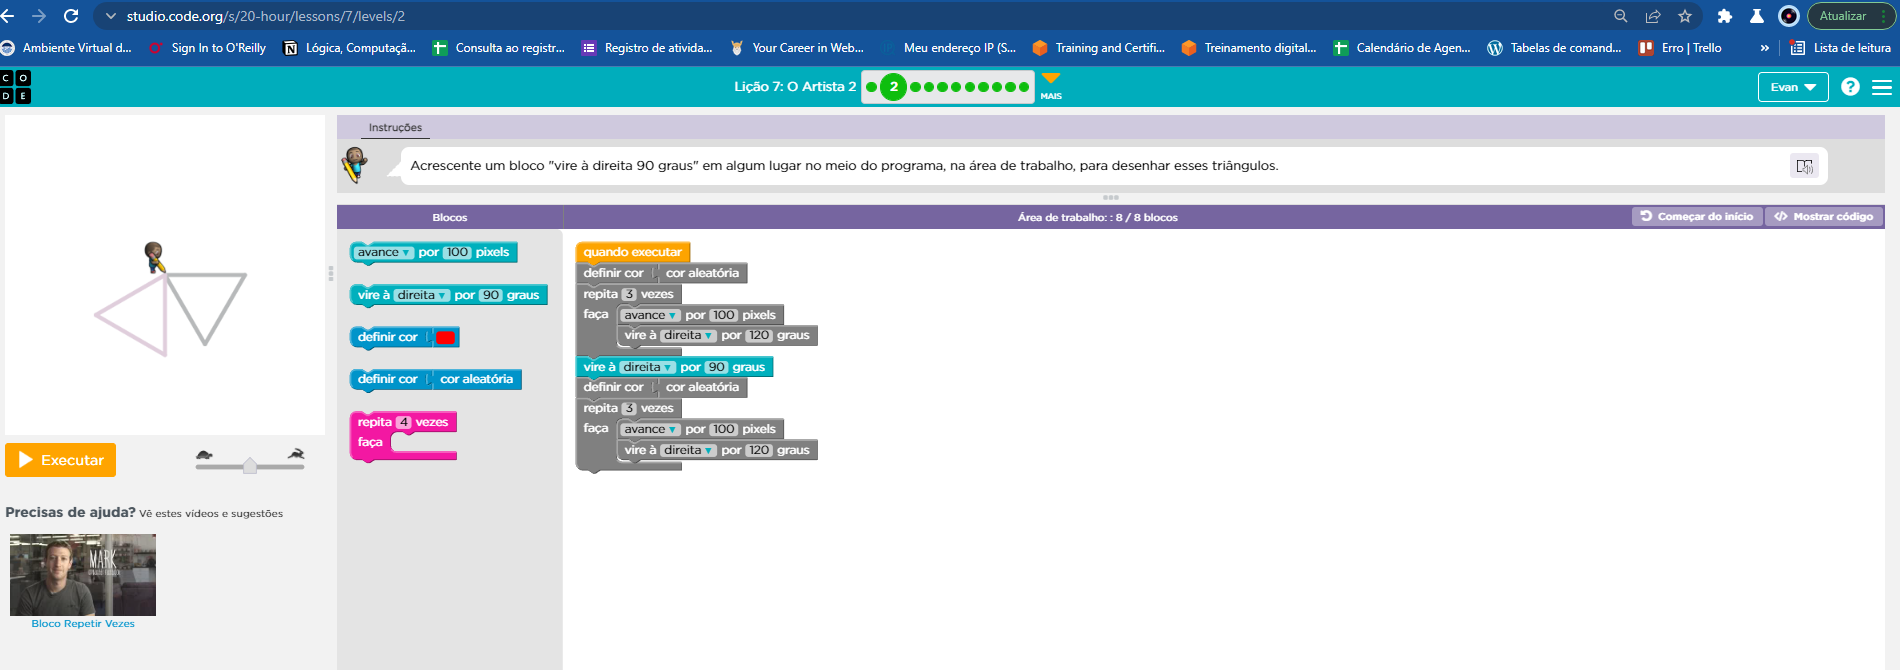 studio.code.org/s/20-hour/lessons/7/levels/2
Atualizar
Ambiente Virtual d...
Sign In to O'Reilly
Lógica, Computaçã...
Consulta ao registr...
Registro de ativida...
Your Career in Web...
Meu endereço IP (S...
Training and Certifi...
Treinamento digital...
Calendário de Agen...
Tabelas de comand...
Erro | Trello
»
Lista de leitura
C O
D E
Lição 7: O Artista 2
2
MAIS
Evan
?
Instruções
Acrescente um bloco "vire à direita 90 graus" em algum lugar no meio do programa, na área de trabalho, para desenhar esses triângulos.
Blocos
Área de trabalho: : 8 / 8 blocos
Começar do início
</> Mostrar código
avance por 100 pixels
vire à direita por 90 graus
definir cor
definir cor cor aleatória
repita 4 vezes
faça
quando executar
definir cor cor aleatória
repita 3 vezes
faça avance por 100 pixels
vire à direita por 120 graus
vire à direita por 90 graus
definir cor cor aleatória
repita 3 vezes
faça avance por 100 pixels
vire à direita por 120 graus
Executar
Precisas de ajuda? Vê estes vídeos e sugestões
MARK
Bloco Repetir Vezes